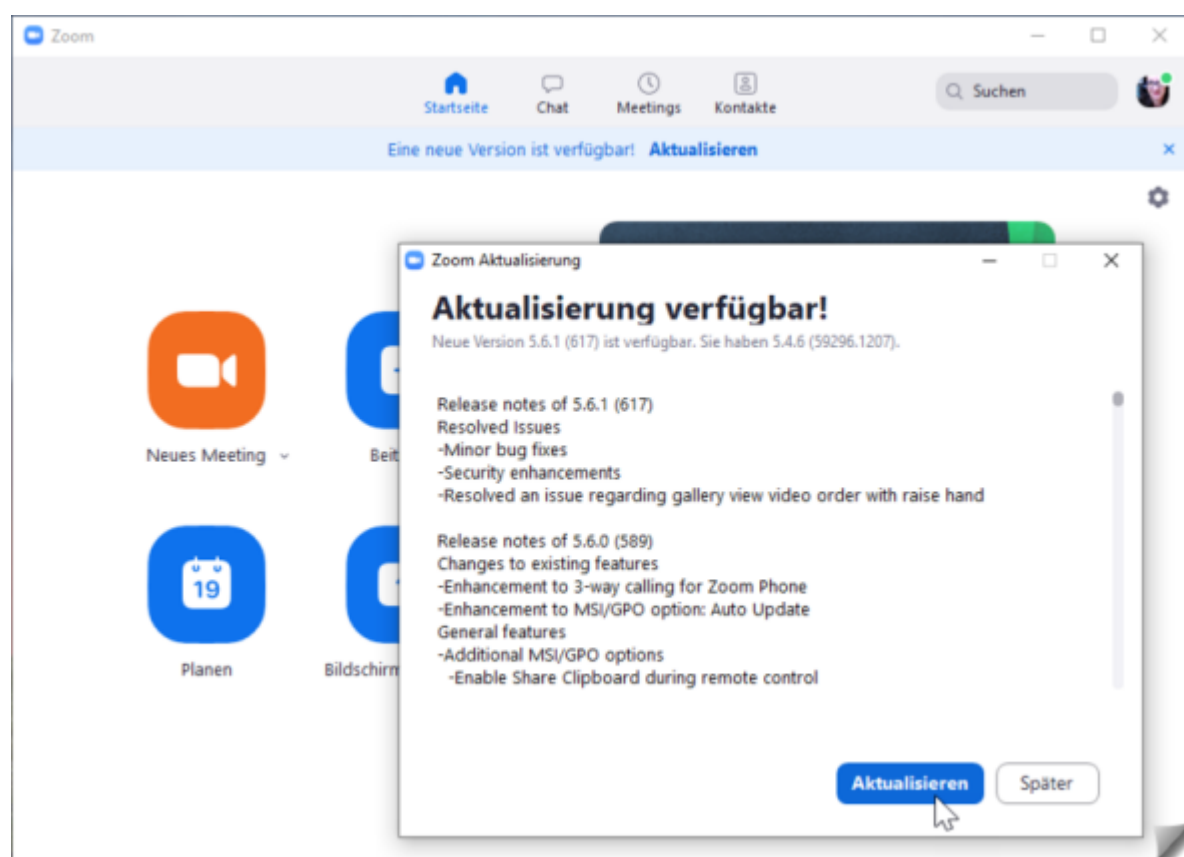 Zoom
Startseite Chat Meetings Kontakte
Suchen
Eine neue Version ist verfügbar! Aktualisieren
Zoom Aktualisierung
Aktualisierung verfügbar!
Neue Version 5.6.1 (617) ist verfügbar. Sie haben 5.4.6 (59296.1207).
Release notes of 5.6.1 (617)
Resolved Issues
-Minor bug fixes
-Security enhancements
-Resolved an issue regarding gallery view video order with raise hand
Release notes of 5.6.0 (589)
Changes to existing features
-Enhancement to 3-way calling for Zoom Phone
-Enhancement to MSI/GPO option: Auto Update
General features
-Additional MSI/GPO options
-Enable Share Clipboard during remote control
Aktualisieren Später
Neues Meeting
Beit
19
Planen
Bildschirm